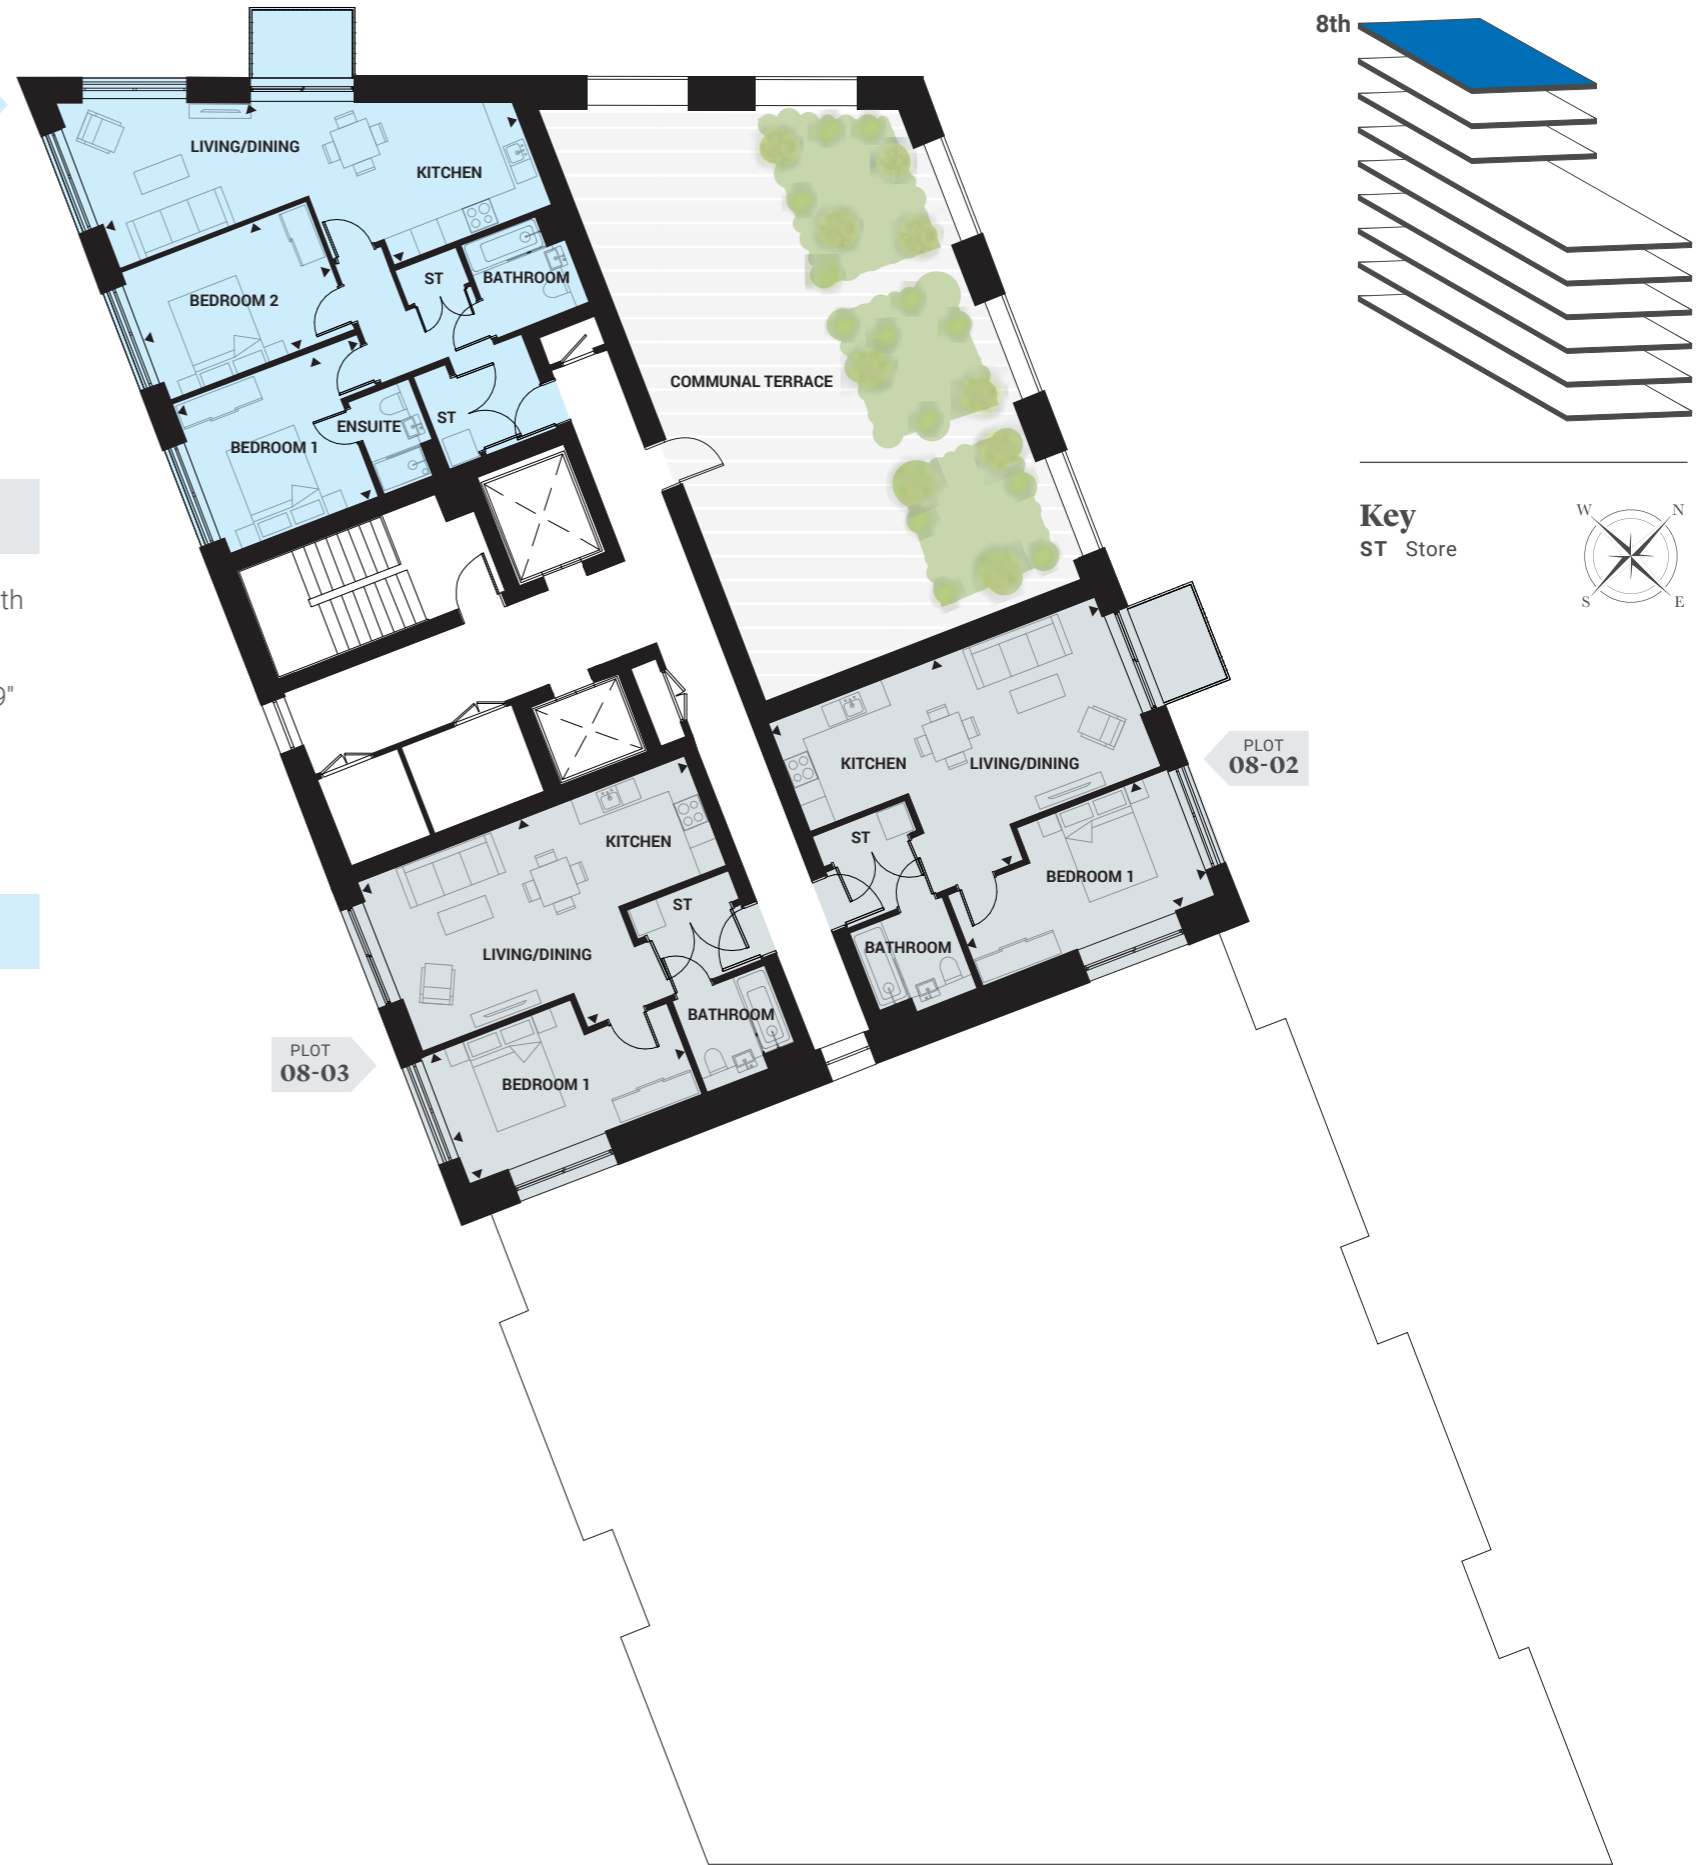 8th
LIVING/DINING
KITCHEN
ST
BATHROOM
BEDROOM 2
COMMUNAL TERRACE
ST
ENSUITE
BEDROOM 1
Key
ST Store
W
N
S
E
th
9"
PLOT
08-02
KITCHEN
LIVING/DINING
ST
BEDROOM 1
BATHROOM
KITCHEN
ST
LIVING/DINING
BATHROOM
PLOT
08-03
BEDROOM 1